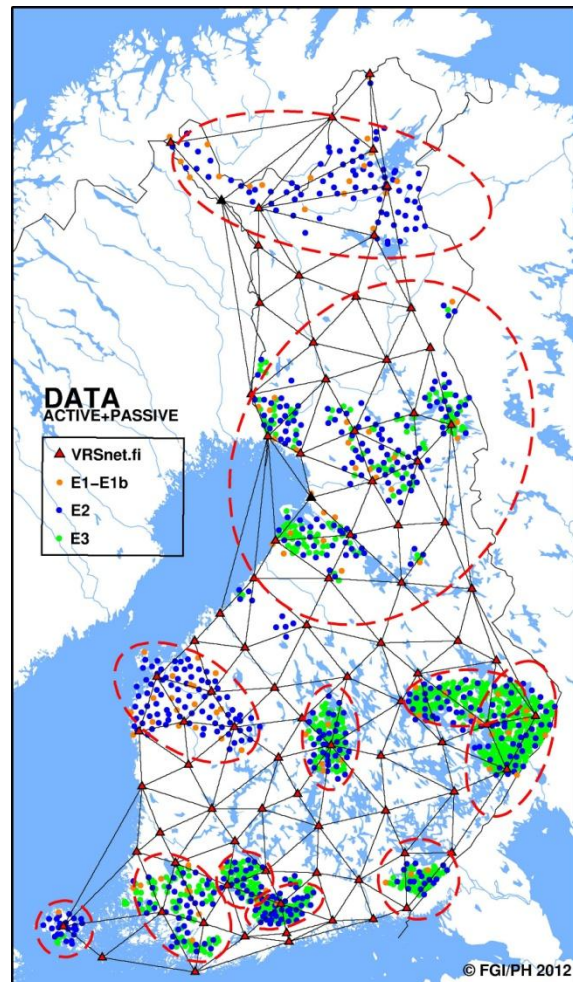 DATA
ACTIVE+PASSIVE
VRSnet.fi
E1-E1b
E2
E3
© FGI/PH 2012